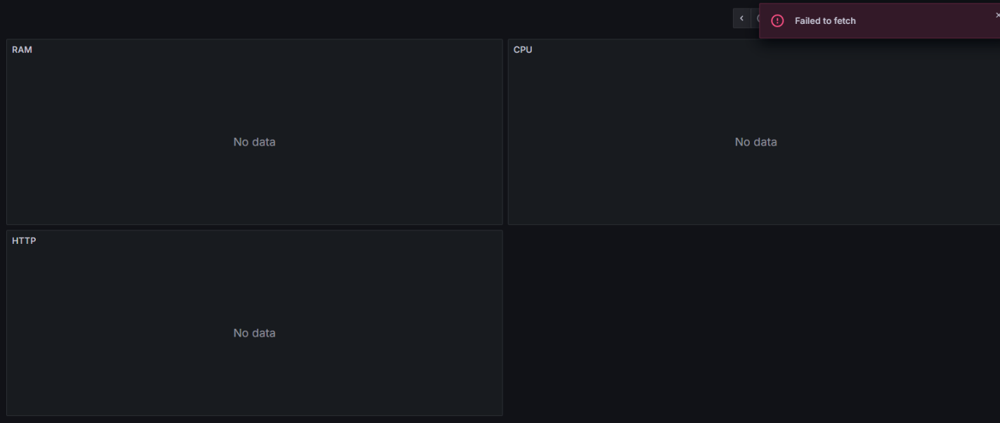 Failed to fetch
RAM
CPU
No data
No data
HTTP
No data